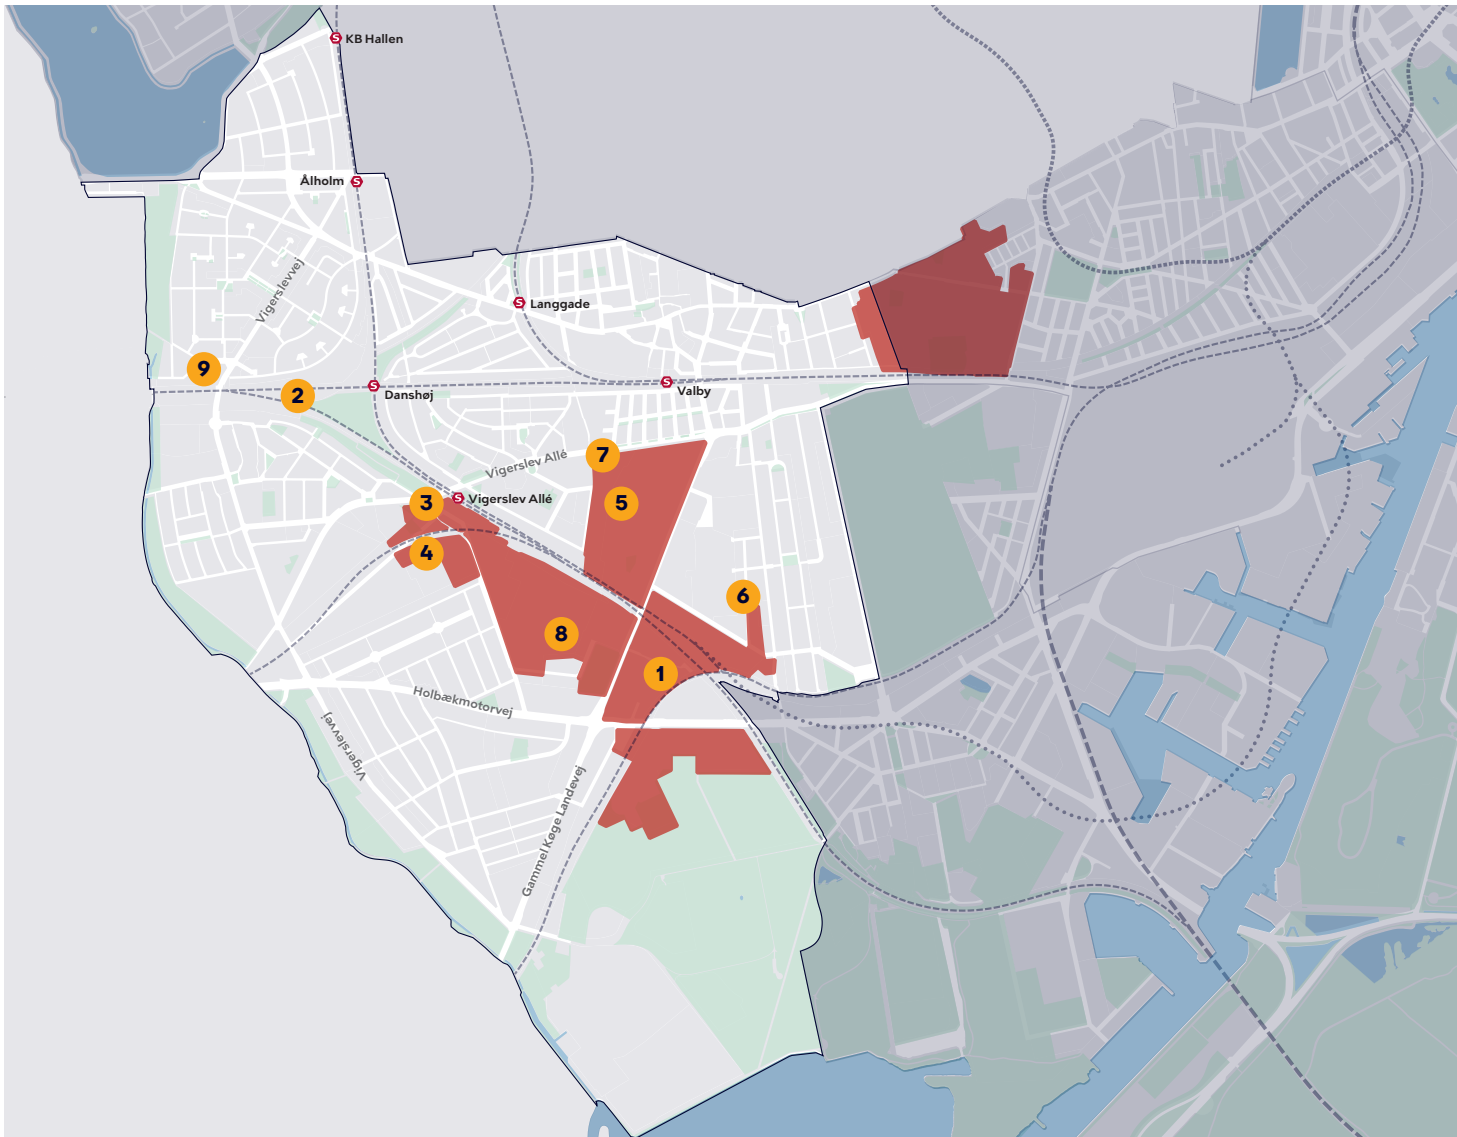 S KB Hallen
Ålholm S
Vigerslevvej
S Langgade
9
2
S
Danshøj
S
Valby
Vigerslev Allé
7
3
S Vigerslev Allé
5
4
6
8
1
Holbækmotorvej
Vigerslevvej
Gammel Køge Landevej